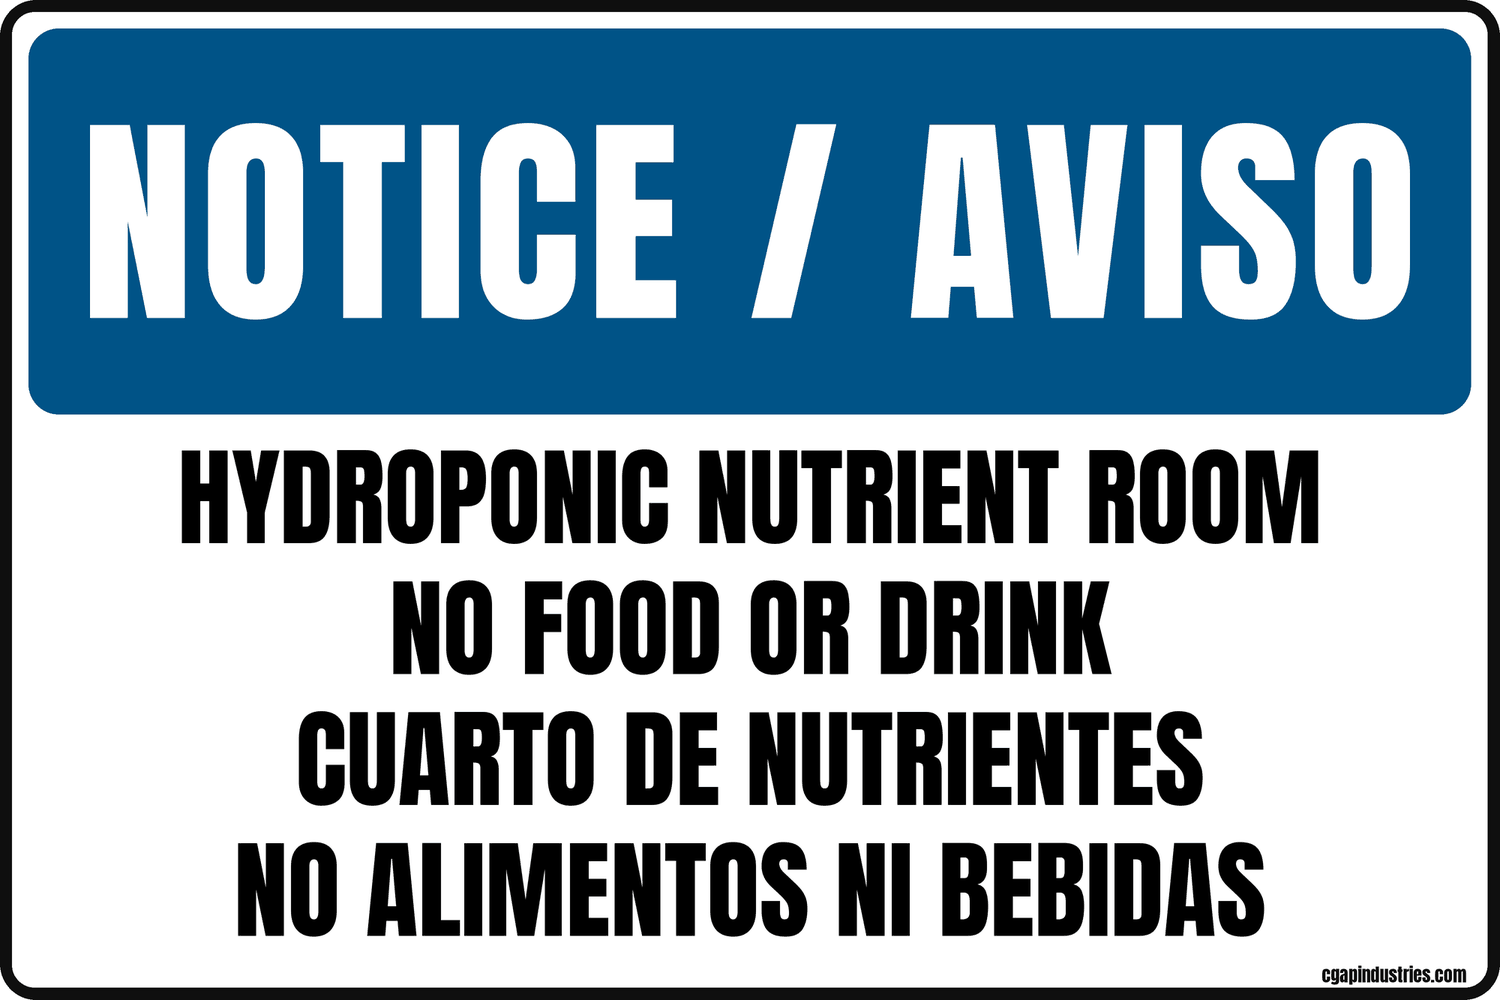 NOTICE / AVISO
HYDROPONIC NUTRIENT ROOM
NO FOOD OR DRINK
CUARTO DE NUTRIENTES
NO ALIMENTOS NI BEBIDAS
cgapindustries.com